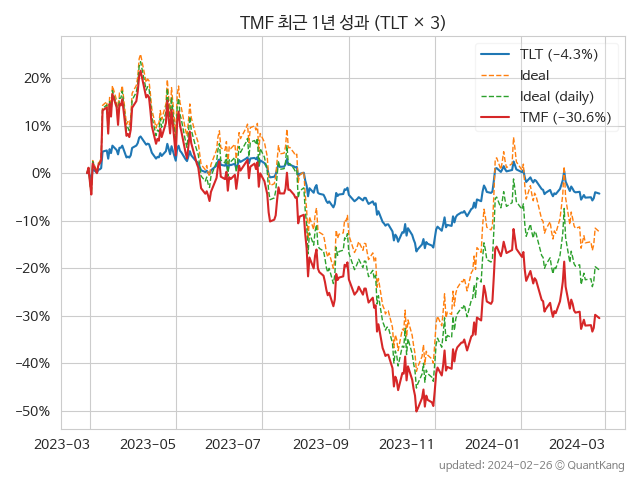 TMF 최근 1년 성과 (TLT × 3)
TLT (−4.3%)
Ideal
Ideal (daily)
TMF (−30.6%)
20%
10%
0%
−10%
−20%
−30%
−40%
−50%
2023−03 2023−05 2023−07 2023−09 2023−11 2024−01 2024−03
updated: 2024−02−26 © QuantKang